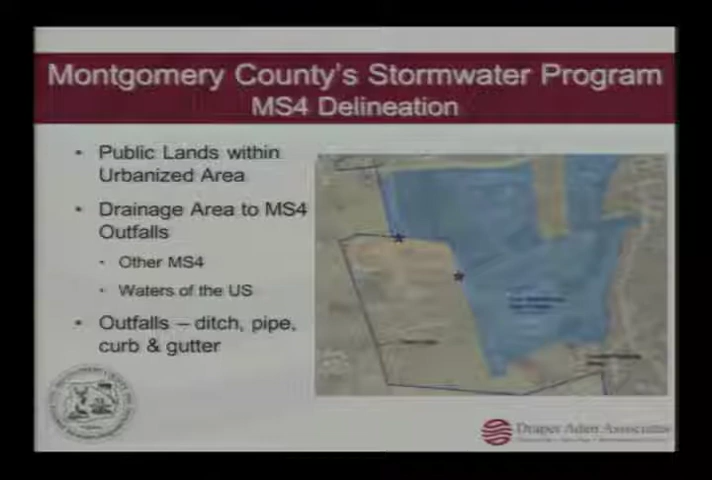 Montgomery County's Stormwater Program
MS4 Delineation
• Public Lands within
Urbanized Area
• Drainage Area to MS4
Outfalls
• Other MS4
• Waters of the US
• Outfalls – ditch, pipe,
curb & gutter
Draper Aden Associates